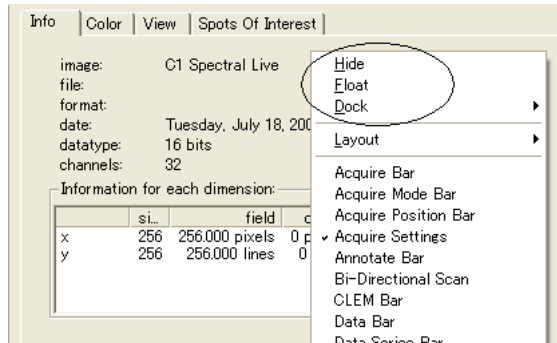 Info Color View Spots Of Interest
image: C1 Spectral Live
file:
format:
date: Tuesday, July 18,
datatype: 16 bits
channels: 32
Information for each dimension:
si... field
x 256 256.000 pixels 0
y 256 256.000 lines 0
Hide
Float
Dock
Layout
Acquire Bar
Acquire Mode Bar
Acquire Position Bar
Acquire Settings
Annotate Bar
Bi-Directional Scan
CLEM Bar
Data Bar
Data Series Bar